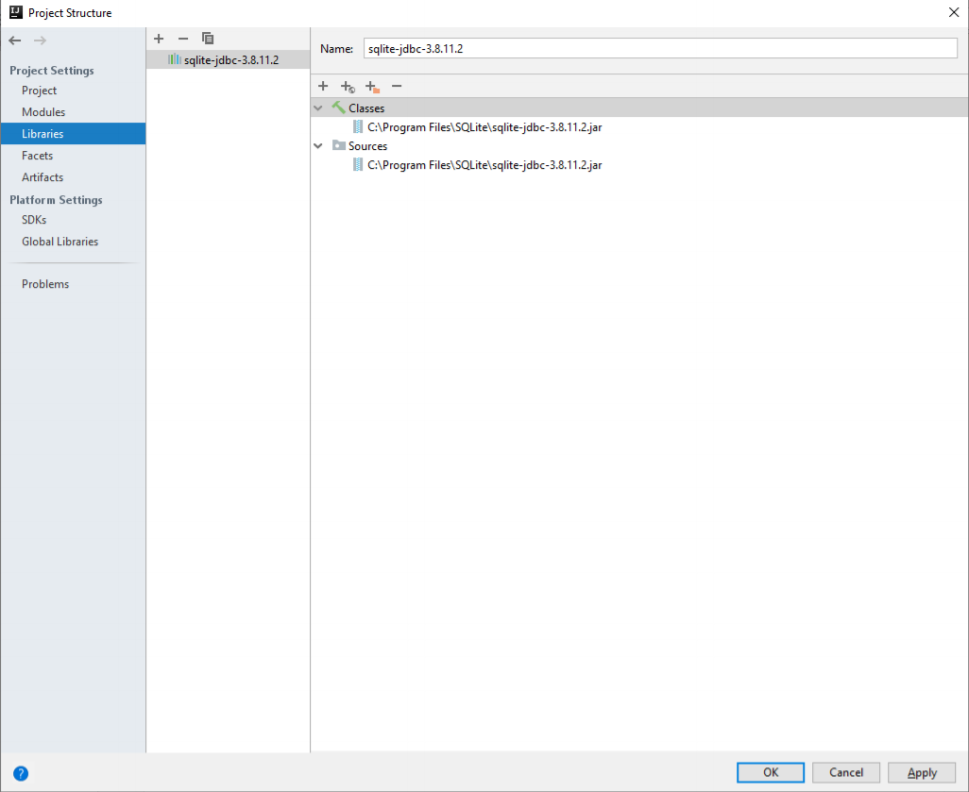 Project Structure
Project Settings
Project
Modules
Libraries
Facets
Artifacts
Platform Settings
SDKs
Global Libraries
Problems
sqlite-jdbc-3.8.11.2
Name: sqlite-jdbc-3.8.11.2
Classes
C:\Program Files\SQLite\sqlite-jdbc-3.8.11.2.jar
Sources
C:\Program Files\SQLite\sqlite-jdbc-3.8.11.2.jar
? OK Cancel Apply